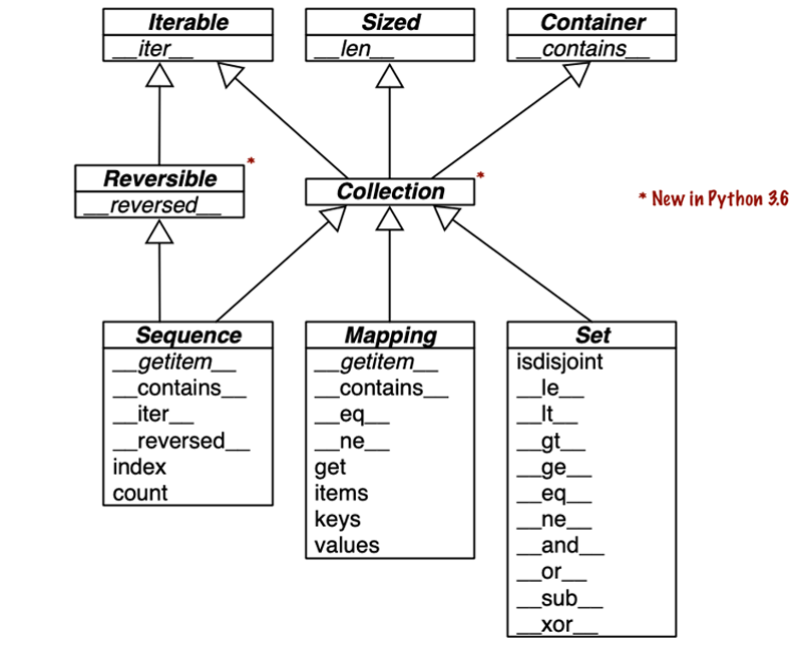 Iterable
__iter__
Sized
__len__
Container
__contains__
Reversible
*
__reversed__
Collection
*
* New in Python 3.6
Sequence
__getitem__
__contains__
__iter__
__reversed__
index
count
Mapping
__getitem__
__contains__
__eq__
__ne__
get
items
keys
values
Set
isdisjoint
__le__
__lt__
__gt__
__ge__
__eq__
__ne__
__and__
__or__
__sub__
__xor__